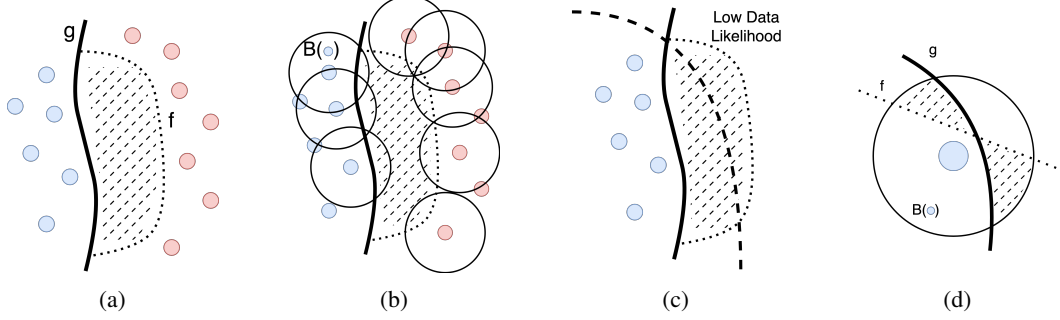 g
f
(a)
B( )
(b)
Low Data
Likelihood
(c)
g
f
B( )
(d)